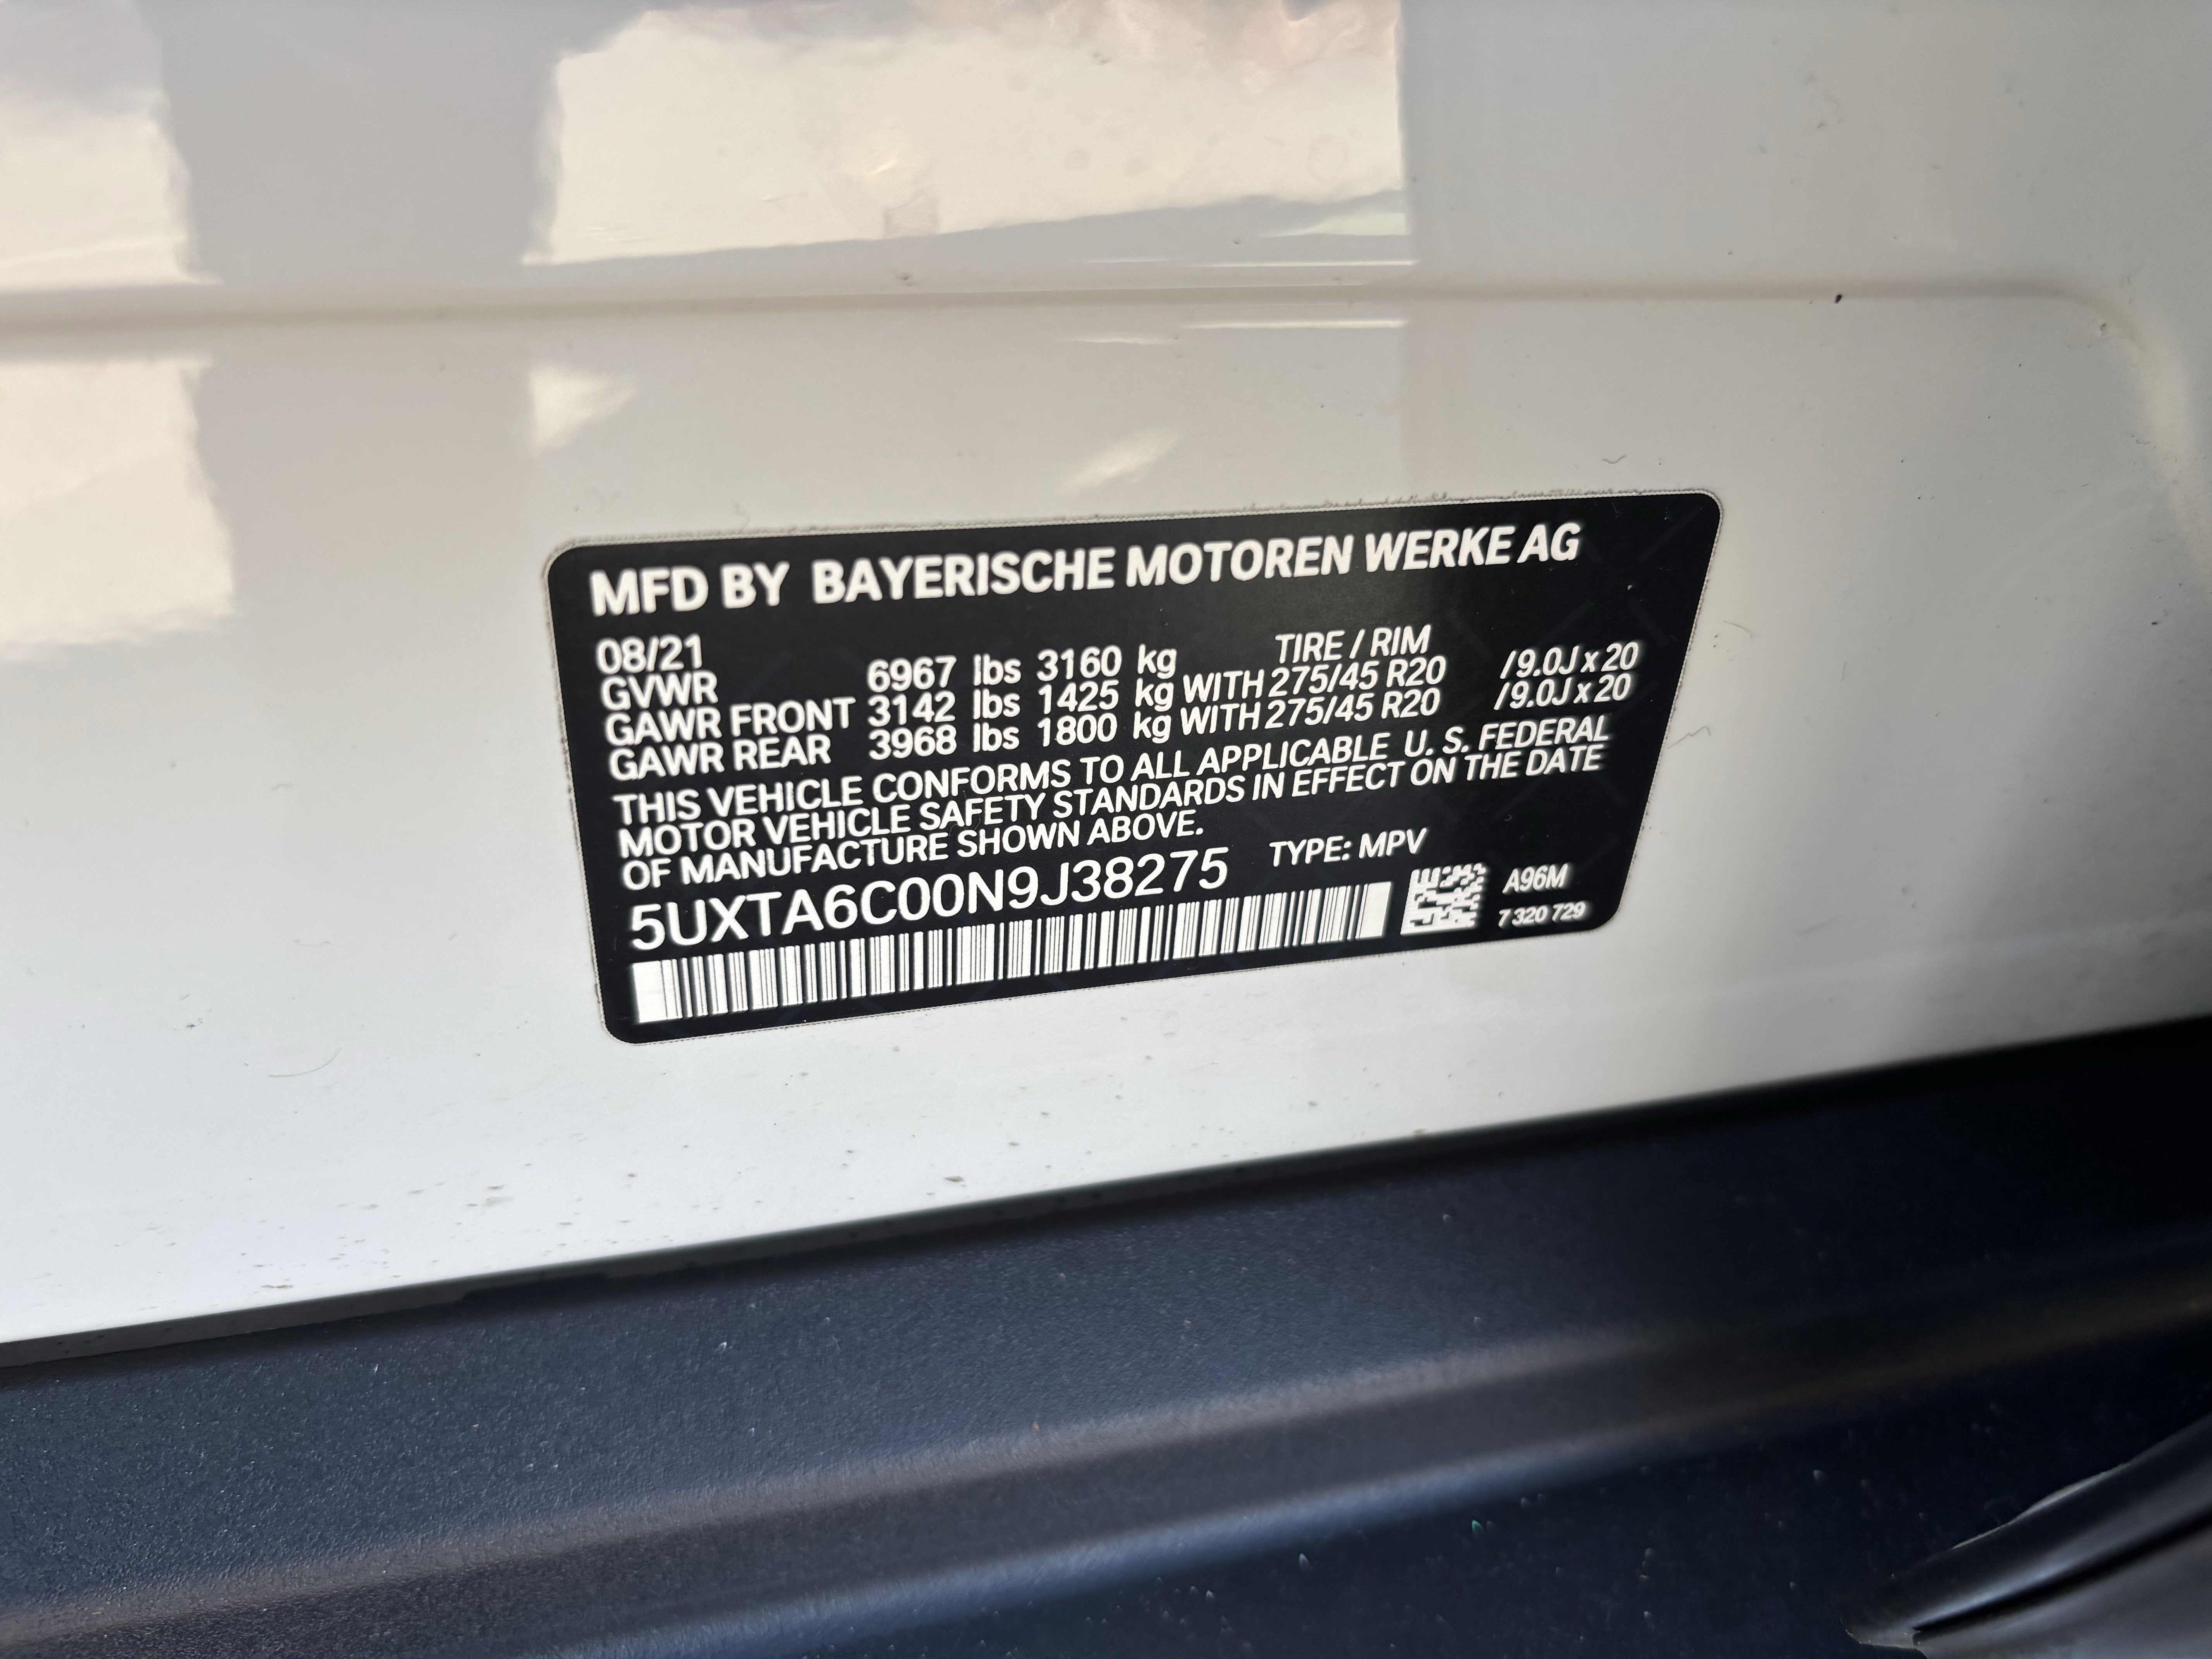 MFD BY BAYERISCHE MOTOREN WERKE AG
08/21 TIRE / RIM
GVWR 6967 lbs 3160 kg
GAWR FRONT 3142 lbs 1425 kg WITH 275/45 R20 /9.0J x 20
GAWR REAR 3968 lbs 1800 kg WITH 275/45 R20 /9.0J x 20
THIS VEHICLE CONFORMS TO ALL APPLICABLE U. S. FEDERAL
MOTOR VEHICLE SAFETY STANDARDS IN EFFECT ON THE DATE
OF MANUFACTURE SHOWN ABOVE.
5UXTA6C00N9J38275 TYPE: MPV
A96M
7 320 729